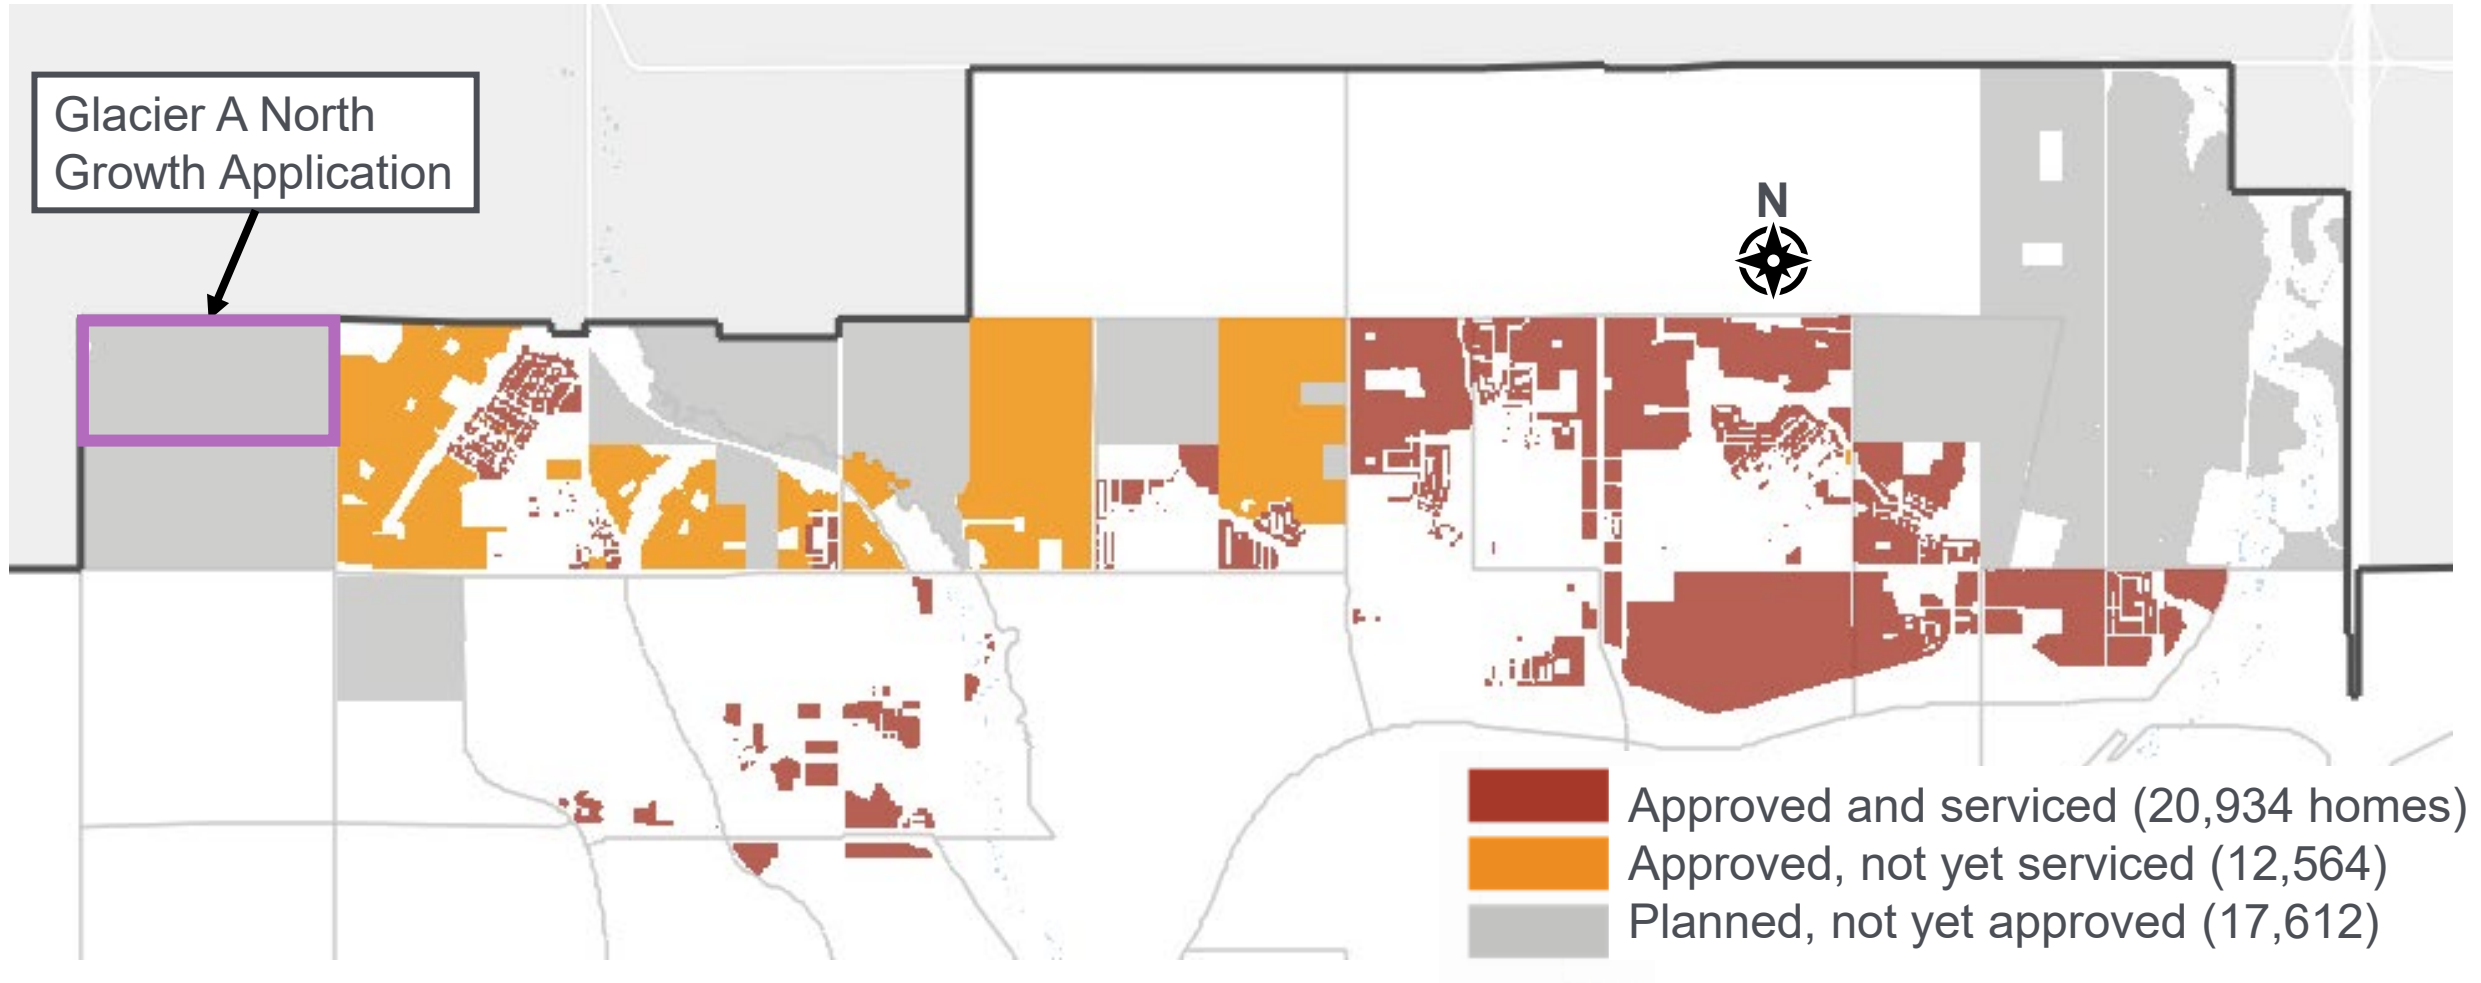 Glacier A North
Growth Application
N
Approved and serviced (20,934 homes)
Approved, not yet serviced (12,564)
Planned, not yet approved (17,612)